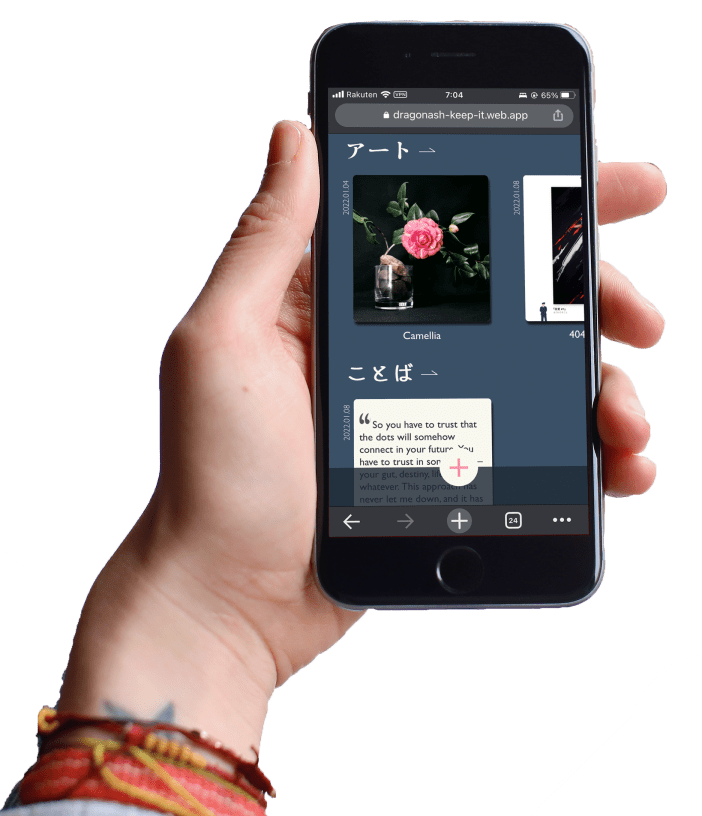 Rakuten VPN 7:04 65%
dragonash-keep-it.web.app
アート
2022.01.04
2022.01.08
Camellia
404
ことば
2022.01.08
“So you have to trust that
the dots will somehow
connect in your future. You
have to trust in som —
your gut, destiny, li
whatever. This approach has
never let me down, and it has
24